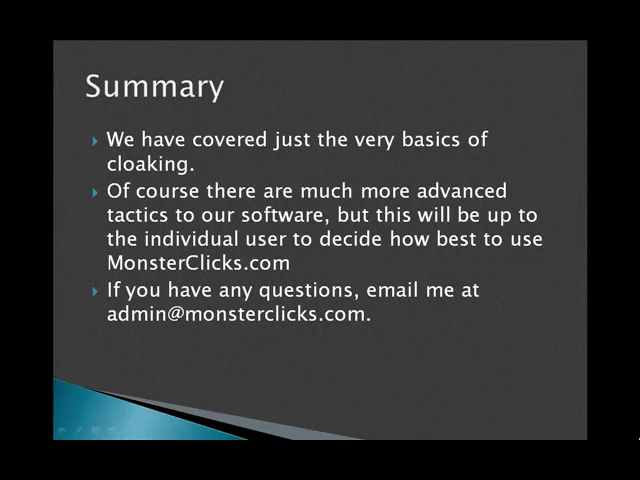 Summary
We have covered just the very basics of
cloaking.
Of course there are much more advanced
tactics to our software, but this will be up to
the individual user to decide how best to use
MonsterClicks.com
If you have any questions, email me at
admin@monsterclicks.com.